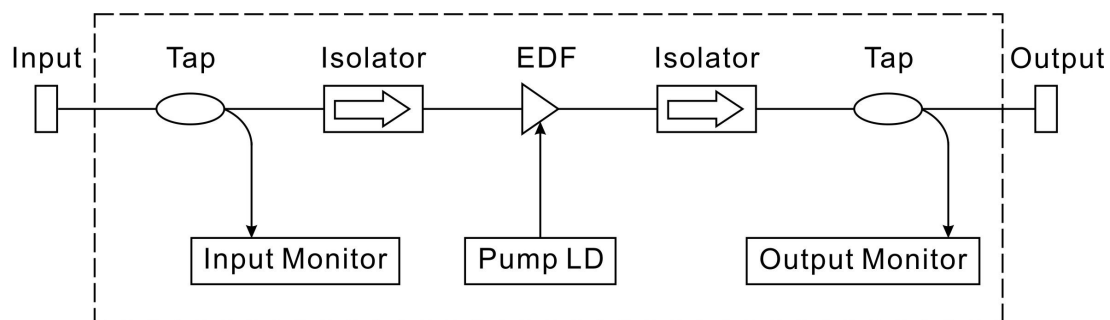 Input
Tap
Isolator
EDF
Isolator
Tap
Output
Input Monitor
Pump LD
Output Monitor